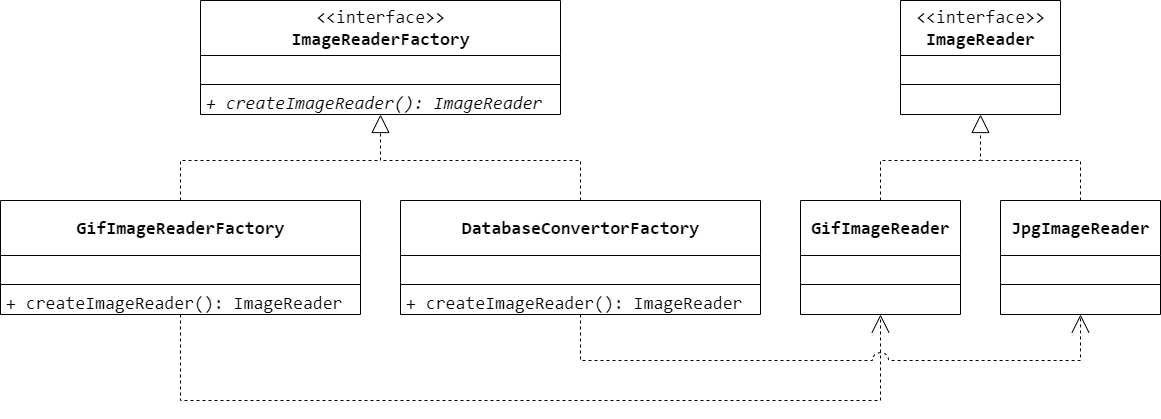 <<interface>>
ImageReaderFactory
+ createImageReader(): ImageReader
<<interface>>
ImageReader
GifImageReaderFactory
+ createImageReader(): ImageReader
DatabaseConvertorFactory
+ createImageReader(): ImageReader
GifImageReader
JpgImageReader